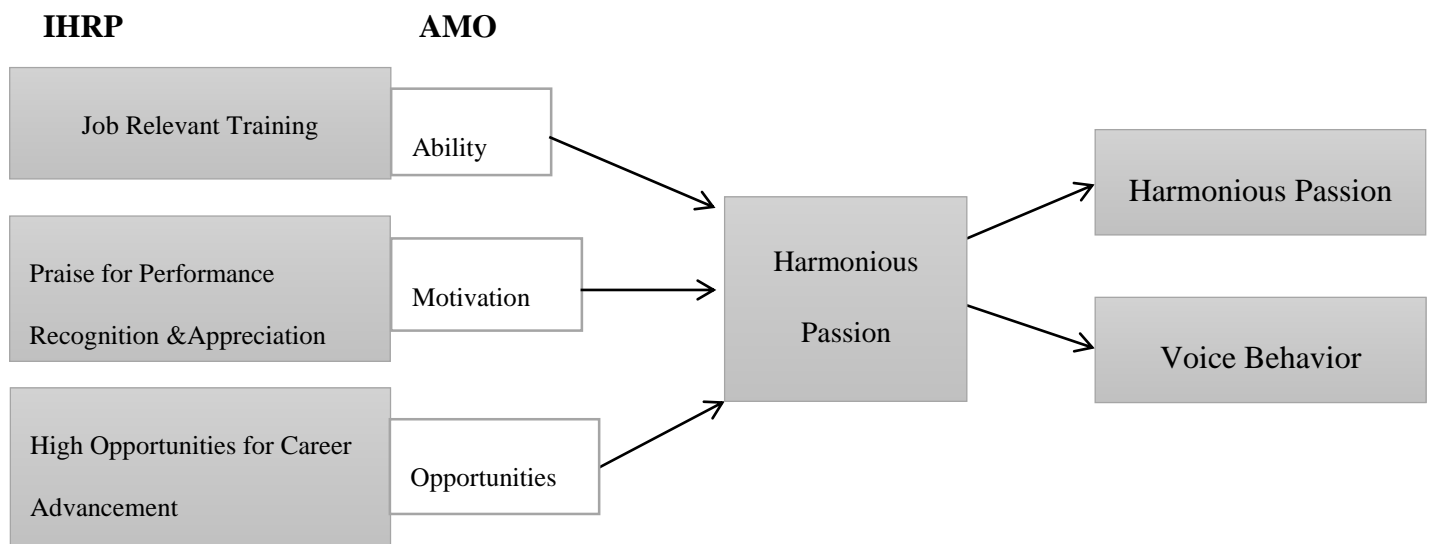 IHRP
AMO
Job Relevant Training
Ability
Praise for Performance
Recognition &Appreciation
Motivation
High Opportunities for Career
Advancement
Opportunities
Harmonious
Passion
Harmonious Passion
Voice Behavior